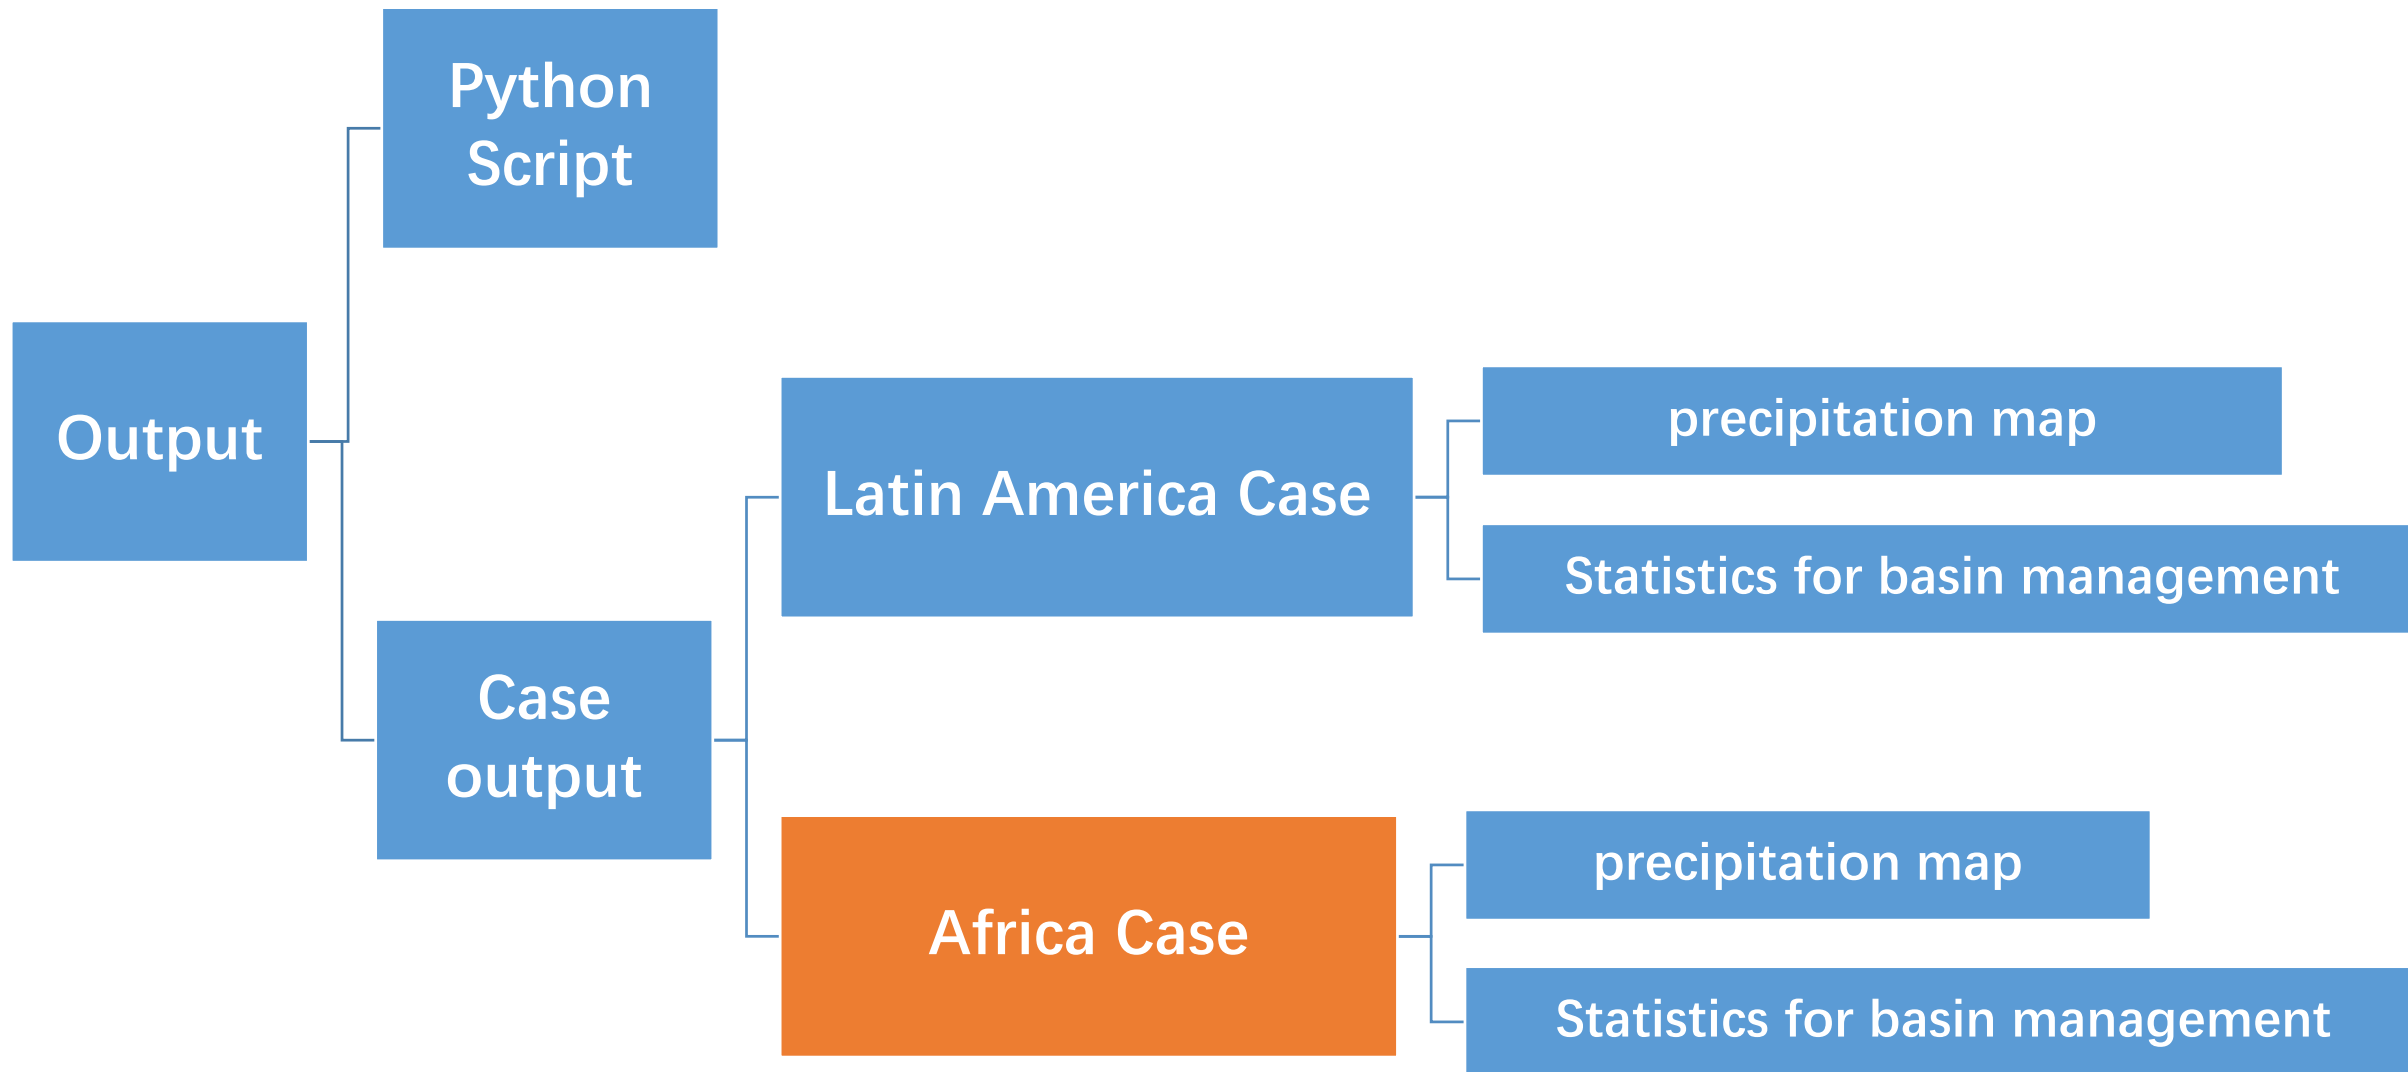 Python
Script
Output
Case
output
Latin America Case
precipitation map
Statistics for basin management
Africa Case
precipitation map
Statistics for basin management